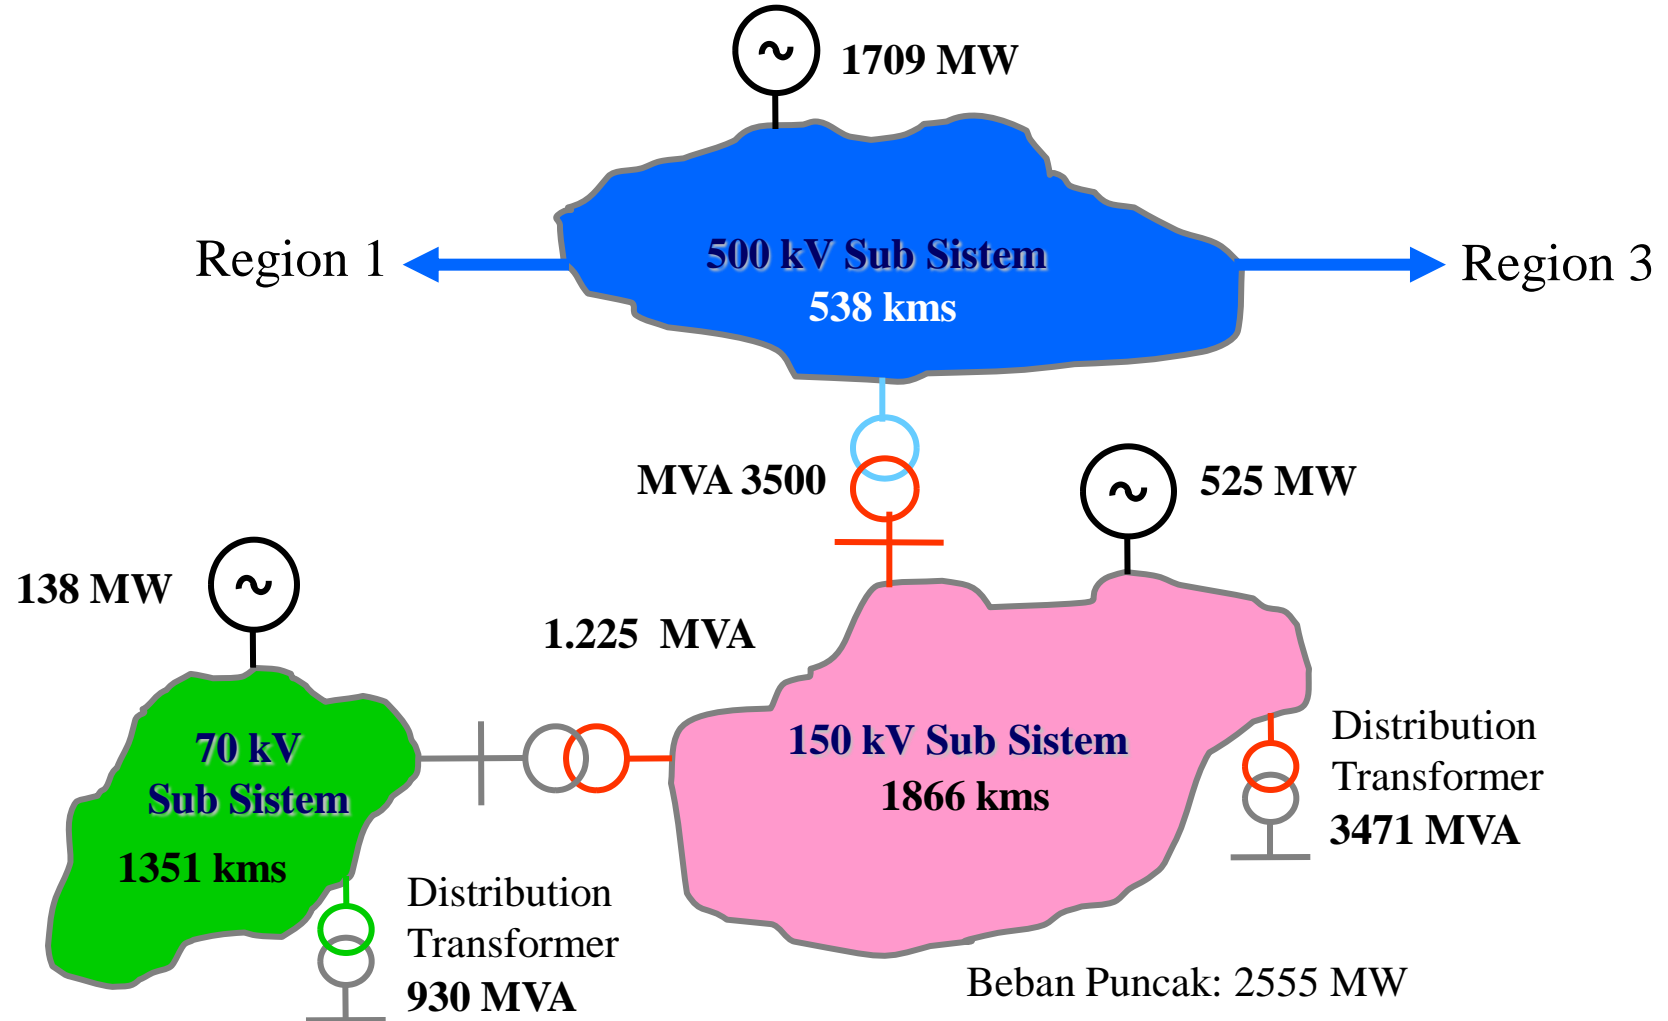 1709 MW
Region 1
500 kV Sub Sistem
538 kms
Region 3
MVA 3500
525 MW
138 MW
1.225 MVA
70 kV
Sub Sistem
1351 kms
150 kV Sub Sistem
1866 kms
Distribution
Transformer
3471 MVA
Distribution
Transformer
930 MVA
Beban Puncak: 2555 MW